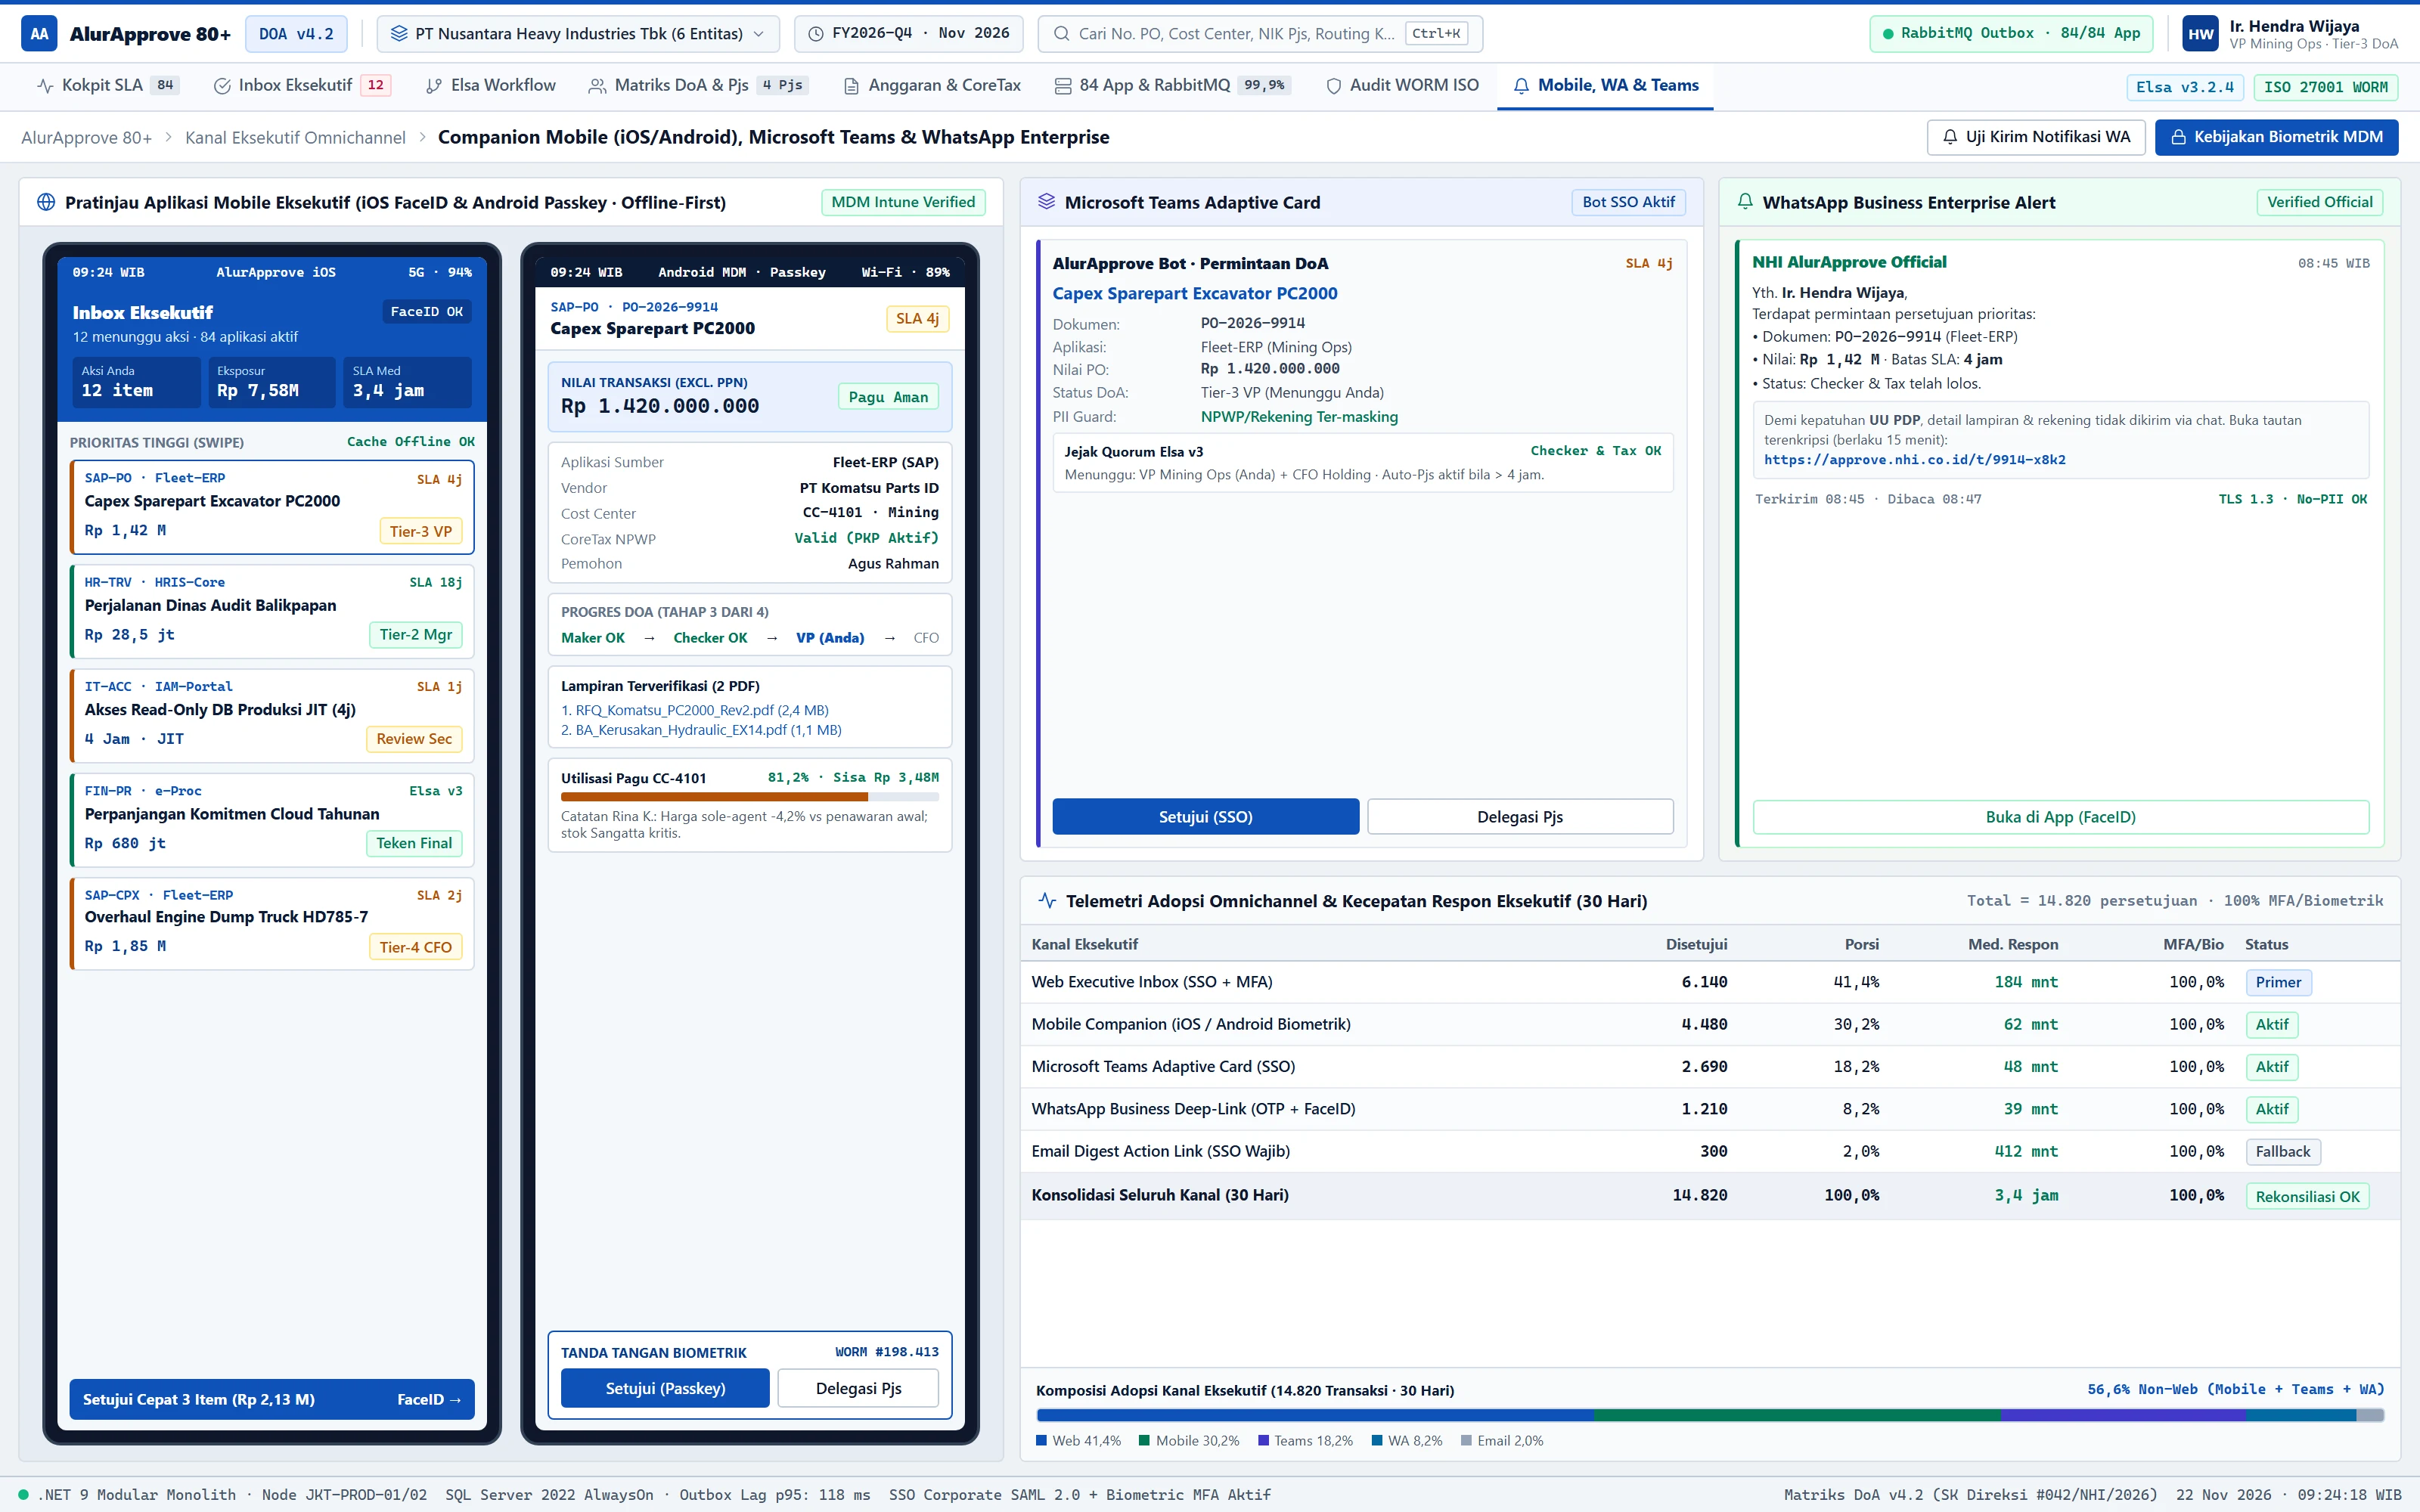 AA AlurApprove 80+ DOA v4.2 PT Nusantara Heavy Industries Tbk (6 Entitas) FY2026-Q4 · Nov 2026 Cari No. PO, Cost Center, NIK Pjs, Routing K... Ctrl+K RabbitMQ Outbox · 84/84 App HW Ir. Hendra Wijaya
VP Mining Ops · Tier-3 DoA
Kokpit SLA 84 Inbox Eksekutif 12 Elsa Workflow Matriks DoA & Pjs 4 Pjs Anggaran & CoreTax 84 App & RabbitMQ 99,9% Audit WORM ISO Mobile, WA & Teams Elsa v3.2.4 ISO 27001 WORM
AlurApprove 80+ > Kanal Eksekutif Omnichannel > Companion Mobile (iOS/Android), Microsoft Teams & WhatsApp Enterprise Uji Kirim Notifikasi WA Kebijakan Biometrik MDM
Pratinjau Aplikasi Mobile Eksekutif (iOS FaceID & Android Passkey · Offline-First) MDM Intune Verified
09:24 WIB AlurApprove iOS 5G · 94%
Inbox Eksekutif FaceID OK
12 menunggu aksi · 84 aplikasi aktif
Aksi Anda Eksposur SLA Med
12 item Rp 7,58M 3,4 jam
PRIORITAS TINGGI (SWIPE) Cache Offline OK
SAP-PO · Fleet-ERP SLA 4j
Capex Sparepart Excavator PC2000
Rp 1,42 M Tier-3 VP
HR-TRV · HRIS-Core SLA 18j
Perjalanan Dinas Audit Balikpapan
Rp 28,5 jt Tier-2 Mgr
IT-ACC · IAM-Portal SLA 1j
Akses Read-Only DB Produksi JIT (4j)
4 Jam · JIT Review Sec
FIN-PR · e-Proc Elsa v3
Perpanjangan Komitmen Cloud Tahunan
Rp 680 jt Teken Final
SAP-CPX · Fleet-ERP SLA 2j
Overhaul Engine Dump Truck HD785-7
Rp 1,85 M Tier-4 CFO
Setujui Cepat 3 Item (Rp 2,13 M) FaceID →
09:24 WIB Android MDM · Passkey Wi-Fi · 89%
SAP-PO · PO-2026-9914
Capex Sparepart PC2000 SLA 4j
NILAI TRANSAKSI (EXCL. PPN)
Rp 1.420.000.000 Pagu Aman
Aplikasi Sumber Fleet-ERP (SAP)
Vendor PT Komatsu Parts ID
Cost Center CC-4101 · Mining
CoreTax NPWP Valid (PKP Aktif)
Pemohon Agus Rahman
PROGRES DOA (TAHAP 3 DARI 4)
Maker OK → Checker OK → VP (Anda) → CFO
Lampiran Terverifikasi (2 PDF)
1. RFQ_Komatsu_PC2000_Rev2.pdf (2,4 MB)
2. BA_Kerusakan_Hydraulic_EX14.pdf (1,1 MB)
Utilisasi Pagu CC-4101 81,2% · Sisa Rp 3,48M
Catatan Rina K.: Harga sole-agent -4,2% vs penawaran awal;
stok Sangatta kritis.
TANDA TANGAN BIOMETRIK WORM #198.413
Setujui (Passkey) Delegasi Pjs
Microsoft Teams Adaptive Card Bot SSO Aktif
AlurApprove Bot · Permintaan DoA SLA 4j
Capex Sparepart Excavator PC2000
Dokumen: PO-2026-9914
Aplikasi: Fleet-ERP (Mining Ops)
Nilai PO: Rp 1.420.000.000
Status DoA: Tier-3 VP (Menunggu Anda)
PII Guard: NPWP/Rekening Ter-masking
Jejak Quorum Elsa v3 Checker & Tax OK
Menunggu: VP Mining Ops (Anda) + CFO Holding · Auto-Pjs aktif bila > 4 jam.
Setujui (SSO) Delegasi Pjs
WhatsApp Business Enterprise Alert Verified Official
NHI AlurApprove Official 08:45 WIB
Yth. Ir. Hendra Wijaya,
Terdapat permintaan persetujuan prioritas:
• Dokumen: PO-2026-9914 (Fleet-ERP)
• Nilai: Rp 1,42 M · Batas SLA: 4 jam
• Status: Checker & Tax telah lolos.
Demi kepatuhan UU PDP, detail lampiran & rekening tidak dikirim via chat. Buka tautan
terenkripsi (berlaku 15 menit):
https://approve.nhi.co.id/t/9914-x8k2
Terkirim 08:45 · Dibaca 08:47 TLS 1.3 · No-PII OK
Buka di App (FaceID)
Telemetri Adopsi Omnichannel & Kecepatan Respon Eksekutif (30 Hari) Total = 14.820 persetujuan · 100% MFA/Biometrik
Kanal Eksekutif Disetujui Porsi Med. Respon MFA/Bio Status
Web Executive Inbox (SSO + MFA) 6.140 41,4% 184 mnt 100,0% Primer
Mobile Companion (iOS / Android Biometrik) 4.480 30,2% 62 mnt 100,0% Aktif
Microsoft Teams Adaptive Card (SSO) 2.690 18,2% 48 mnt 100,0% Aktif
WhatsApp Business Deep-Link (OTP + FaceID) 1.210 8,2% 39 mnt 100,0% Aktif
Email Digest Action Link (SSO Wajib) 300 2,0% 412 mnt 100,0% Fallback
Konsolidasi Seluruh Kanal (30 Hari) 14.820 100,0% 3,4 jam 100,0% Rekonsiliasi OK
Komposisi Adopsi Kanal Eksekutif (14.820 Transaksi · 30 Hari) 56,6% Non-Web (Mobile + Teams + WA)
Web 41,4% Mobile 30,2% Teams 18,2% WA 8,2% Email 2,0%
.NET 9 Modular Monolith · Node JKT-PROD-01/02 SQL Server 2022 AlwaysOn · Outbox Lag p95: 118 ms SSO Corporate SAML 2.0 + Biometric MFA Aktif Matriks DoA v4.2 (SK Direksi #042/NHI/2026) 22 Nov 2026 · 09:24:18 WIB